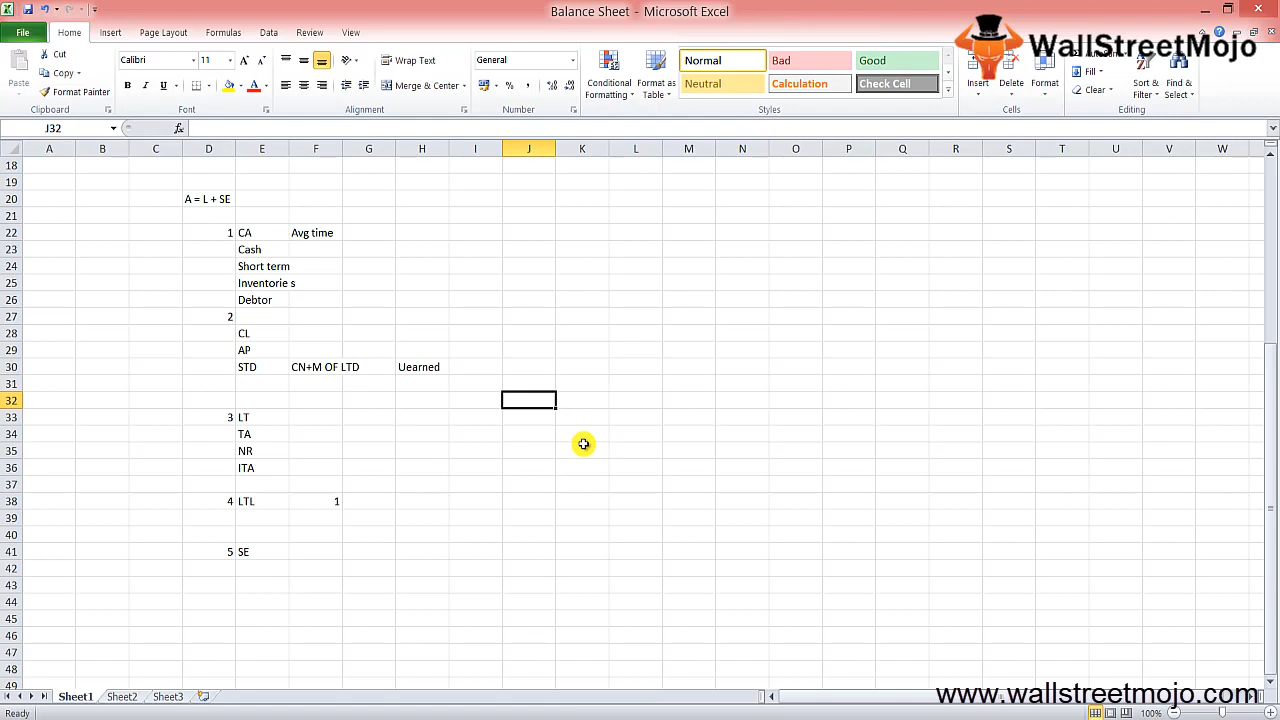 Balance Sheet - Microsoft Excel
File Home Insert Page Layout Formulas Data Review View
WallStreetMojo
Cut
Copy
Format Painter
Paste
Clipboard
Calibri 11
B I U
Font
Wrap Text
Merge & Center
Alignment
General
Number
Conditional Formatting
Format as Table
Normal Bad Good
Neutral Calculation Check Cell
Styles
Insert Delete Format
Cells
Fill
Clear
Sort & Filter
Find & Select
Editing
J32 fx
A B C D E F G H I J K L M N O P Q R S T U V W
18
19
20 A = L + SE
21
22 1 CA Avg time
23 Cash
24 Short term
25 Inventorie s
26 Debtor
27 2
28 CL
29 AP
30 STD CN+M OF LTD Uearned
31
32
33 3 LT
34 TA
35 NR
36 ITA
37
38 4 LTL 1
39
40
41 5 SE
42
43
44
45
46
47
48
49
Sheet1 Sheet2 Sheet3
www.wallstreetmojo.com
Ready 100%